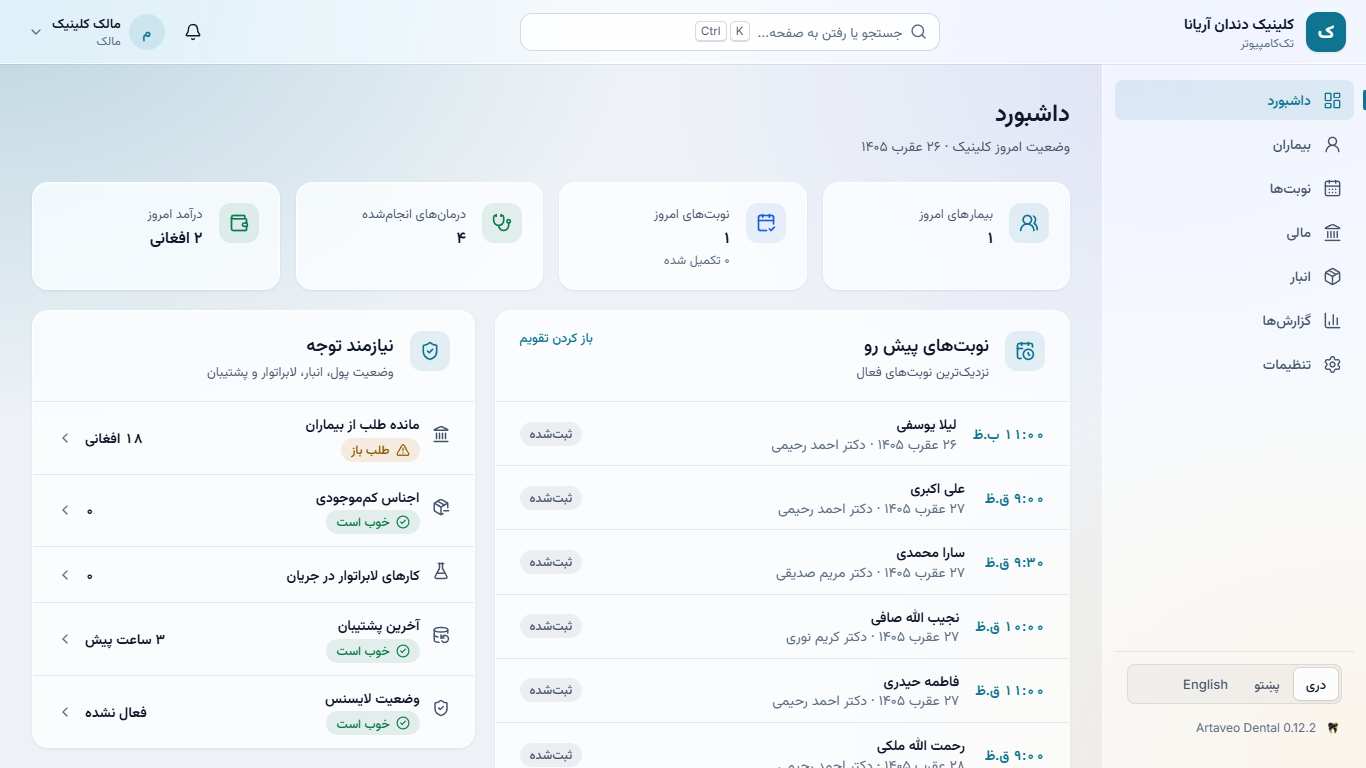 کلینیک دندان آریانا
تک‌کامپیوتر
ک
جستجو یا رفتن به صفحه...
Ctrl K
مالک کلینیک
مالک
م
داشبورد
بیماران
نوبت‌ها
مالی
انبار
گزارش‌ها
تنظیمات
دری
پښتو
English
Artaveo Dental 0.12.2
داشبورد
وضعیت امروز کلینیک · ۲۶ عقرب ۱۴۰۵
بیمارهای امروز
۱
نوبت‌های امروز
۱
۰ تکمیل شده
درمان‌های انجام‌شده
۴
درآمد امروز
۲ افغانی
نوبت‌های پیش رو
نزدیک‌ترین نوبت‌های فعال
باز کردن تقویم
۱۱:۰۰ ب.ظ
لیلا یوسفی
۲۶ عقرب ۱۴۰۵ · دکتر احمد رحیمی
ثبت‌شده
۹:۰۰ ق.ظ
علی اکبری
۲۷ عقرب ۱۴۰۵ · دکتر احمد رحیمی
ثبت‌شده
۹:۳۰ ق.ظ
سارا محمدی
۲۷ عقرب ۱۴۰۵ · دکتر مریم صدیقی
ثبت‌شده
۱۰:۰۰ ق.ظ
نجیب الله صافی
۲۷ عقرب ۱۴۰۵ · دکتر کریم نوری
ثبت‌شده
۱۱:۰۰ ق.ظ
فاطمه حیدری
۲۷ عقرب ۱۴۰۵ · دکتر احمد رحیمی
ثبت‌شده
۹:۰۰ ق.ظ
رحمت الله ملکی
۲۸ عقرب ۱۴۰۵ · دکتر احمد رحیمی
ثبت‌شده
نیازمند توجه
وضعیت پول، انبار، لابراتوار و پشتیبان
مانده طلب از بیماران
طلب باز
۱۸ افغانی
اجناس کم‌موجودی
خوب است
۰
کارهای لابراتوار در جریان
۰
آخرین پشتیبان
خوب است
۳ ساعت پیش
وضعیت لایسنس
خوب است
فعال نشده